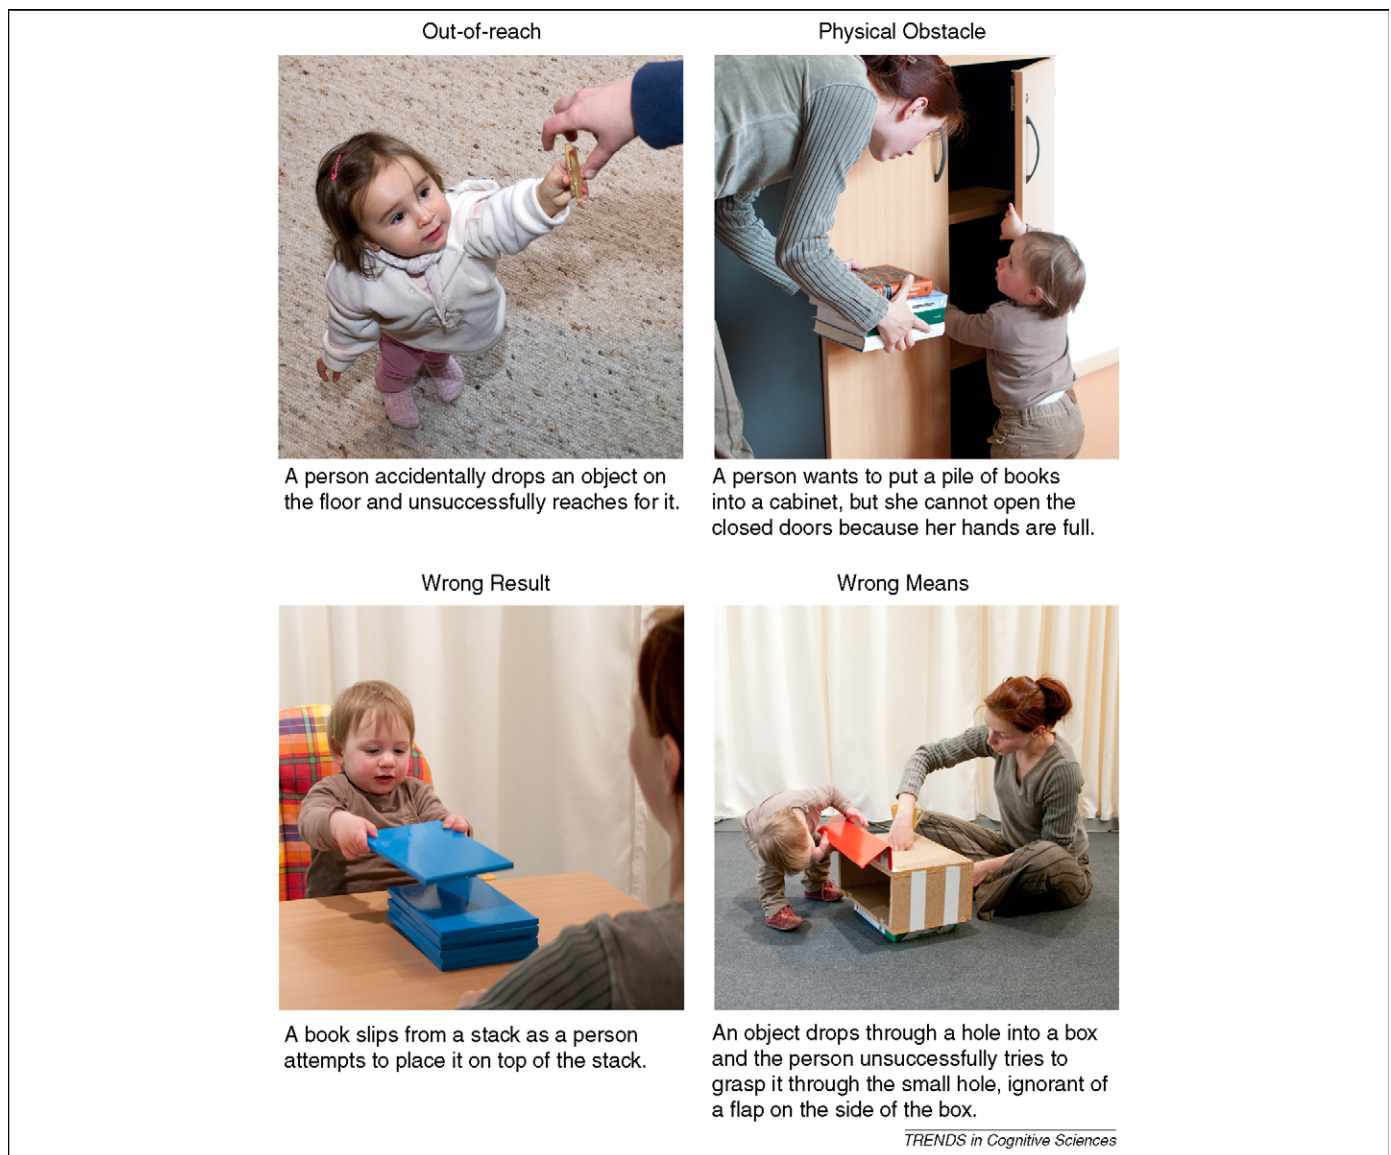 Out-of-reach
Physical Obstacle
A person accidentally drops an object on
the floor and unsuccessfully reaches for it.
A person wants to put a pile of books
into a cabinet, but she cannot open the
closed doors because her hands are full.
Wrong Result
Wrong Means
A book slips from a stack as a person
attempts to place it on top of the stack.
An object drops through a hole into a box
and the person unsuccessfully tries to
grasp it through the small hole, ignorant of
a flap on the side of the box.
TRENDS in Cognitive Sciences